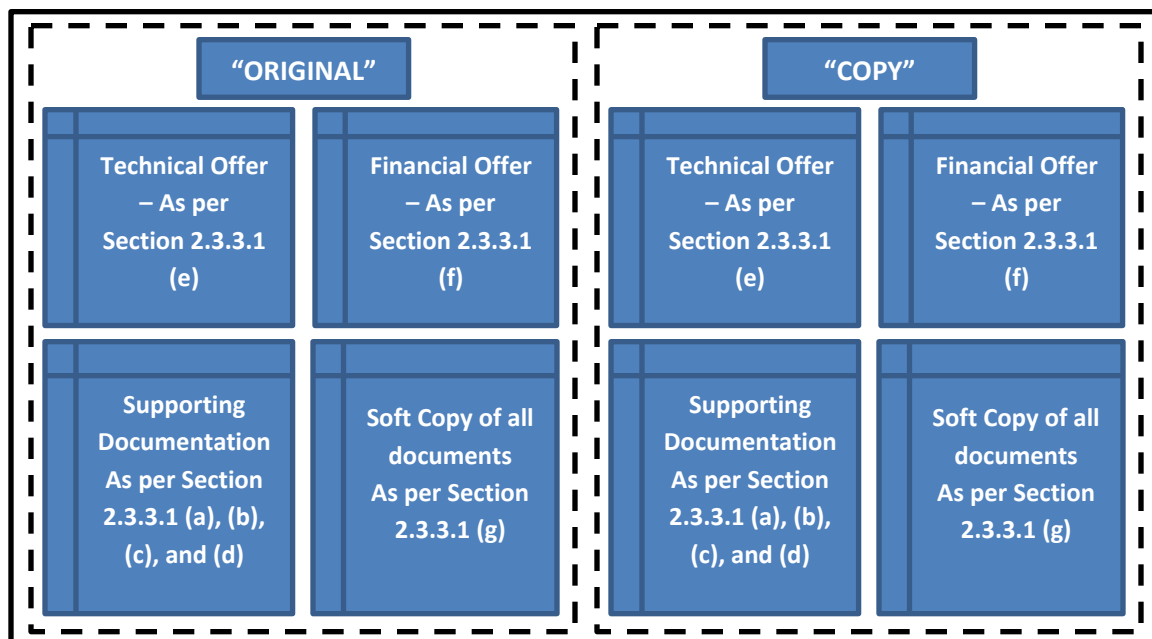 “ORIGINAL”
Technical Offer
– As per
Section 2.3.3.1
(e)
Financial Offer
– As per
Section 2.3.3.1
(f)
Supporting
Documentation
As per Section
2.3.3.1 (a), (b),
(c), and (d)
Soft Copy of all
documents
As per Section
2.3.3.1 (g)
“COPY”
Technical Offer
– As per
Section 2.3.3.1
(e)
Financial Offer
– As per
Section 2.3.3.1
(f)
Supporting
Documentation
As per Section
2.3.3.1 (a), (b),
(c), and (d)
Soft Copy of all
documents
As per Section
2.3.3.1 (g)